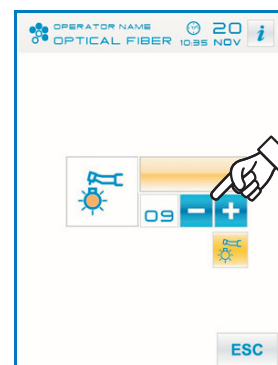 OPERATOR NAME
OPTICAL FIBER
10:35
20
NOV
i
09
− +
ESC